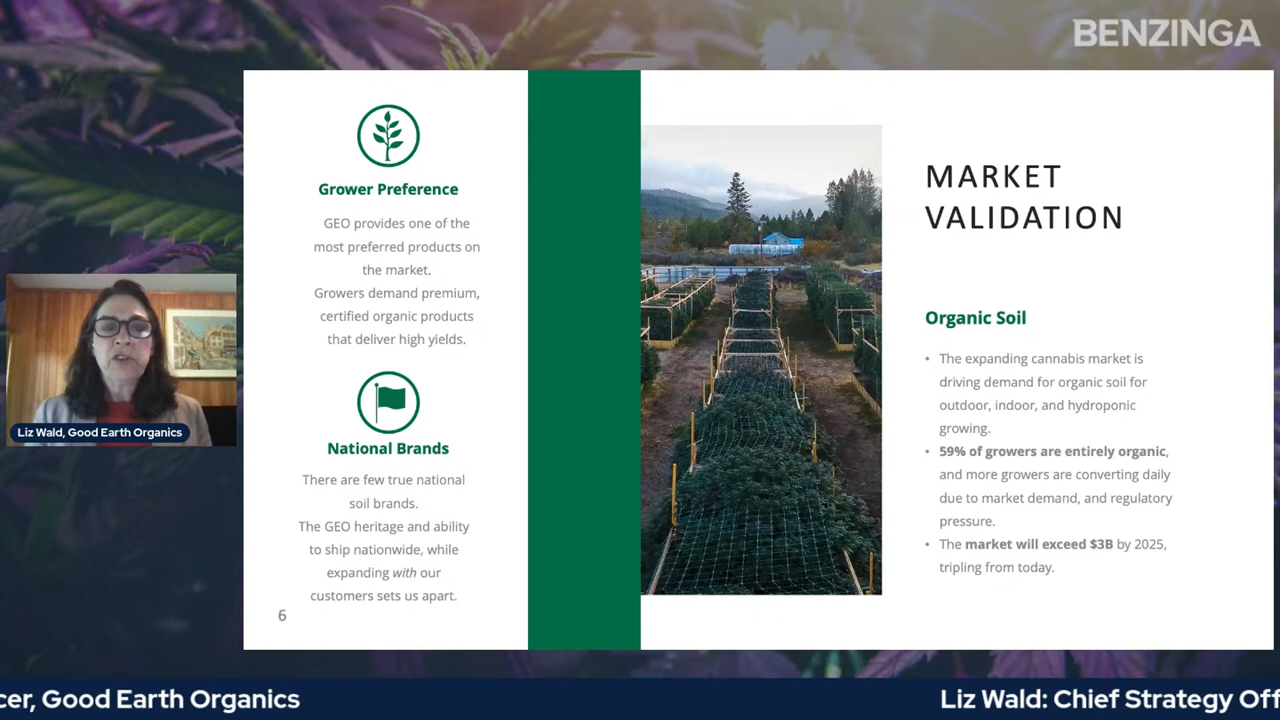 BENZINGA
Grower Preference
GEO provides one of the
most preferred products on
the market.
Growers demand premium,
certified organic products
that deliver high yields.
National Brands
There are few true national
soil brands.
The GEO heritage and ability
to ship nationwide, while
expanding with our
customers sets us apart.
6
MARKET
VALIDATION
Organic Soil
• The expanding cannabis market is
driving demand for organic soil for
outdoor, indoor, and hydroponic
growing.
• 59% of growers are entirely organic,
and more growers are converting daily
due to market demand, and regulatory
pressure.
• The market will exceed $3B by 2025,
tripling from today.
Liz Wald, Good Earth Organics
cer, Good Earth Organics
Liz Wald: Chief Strategy Off